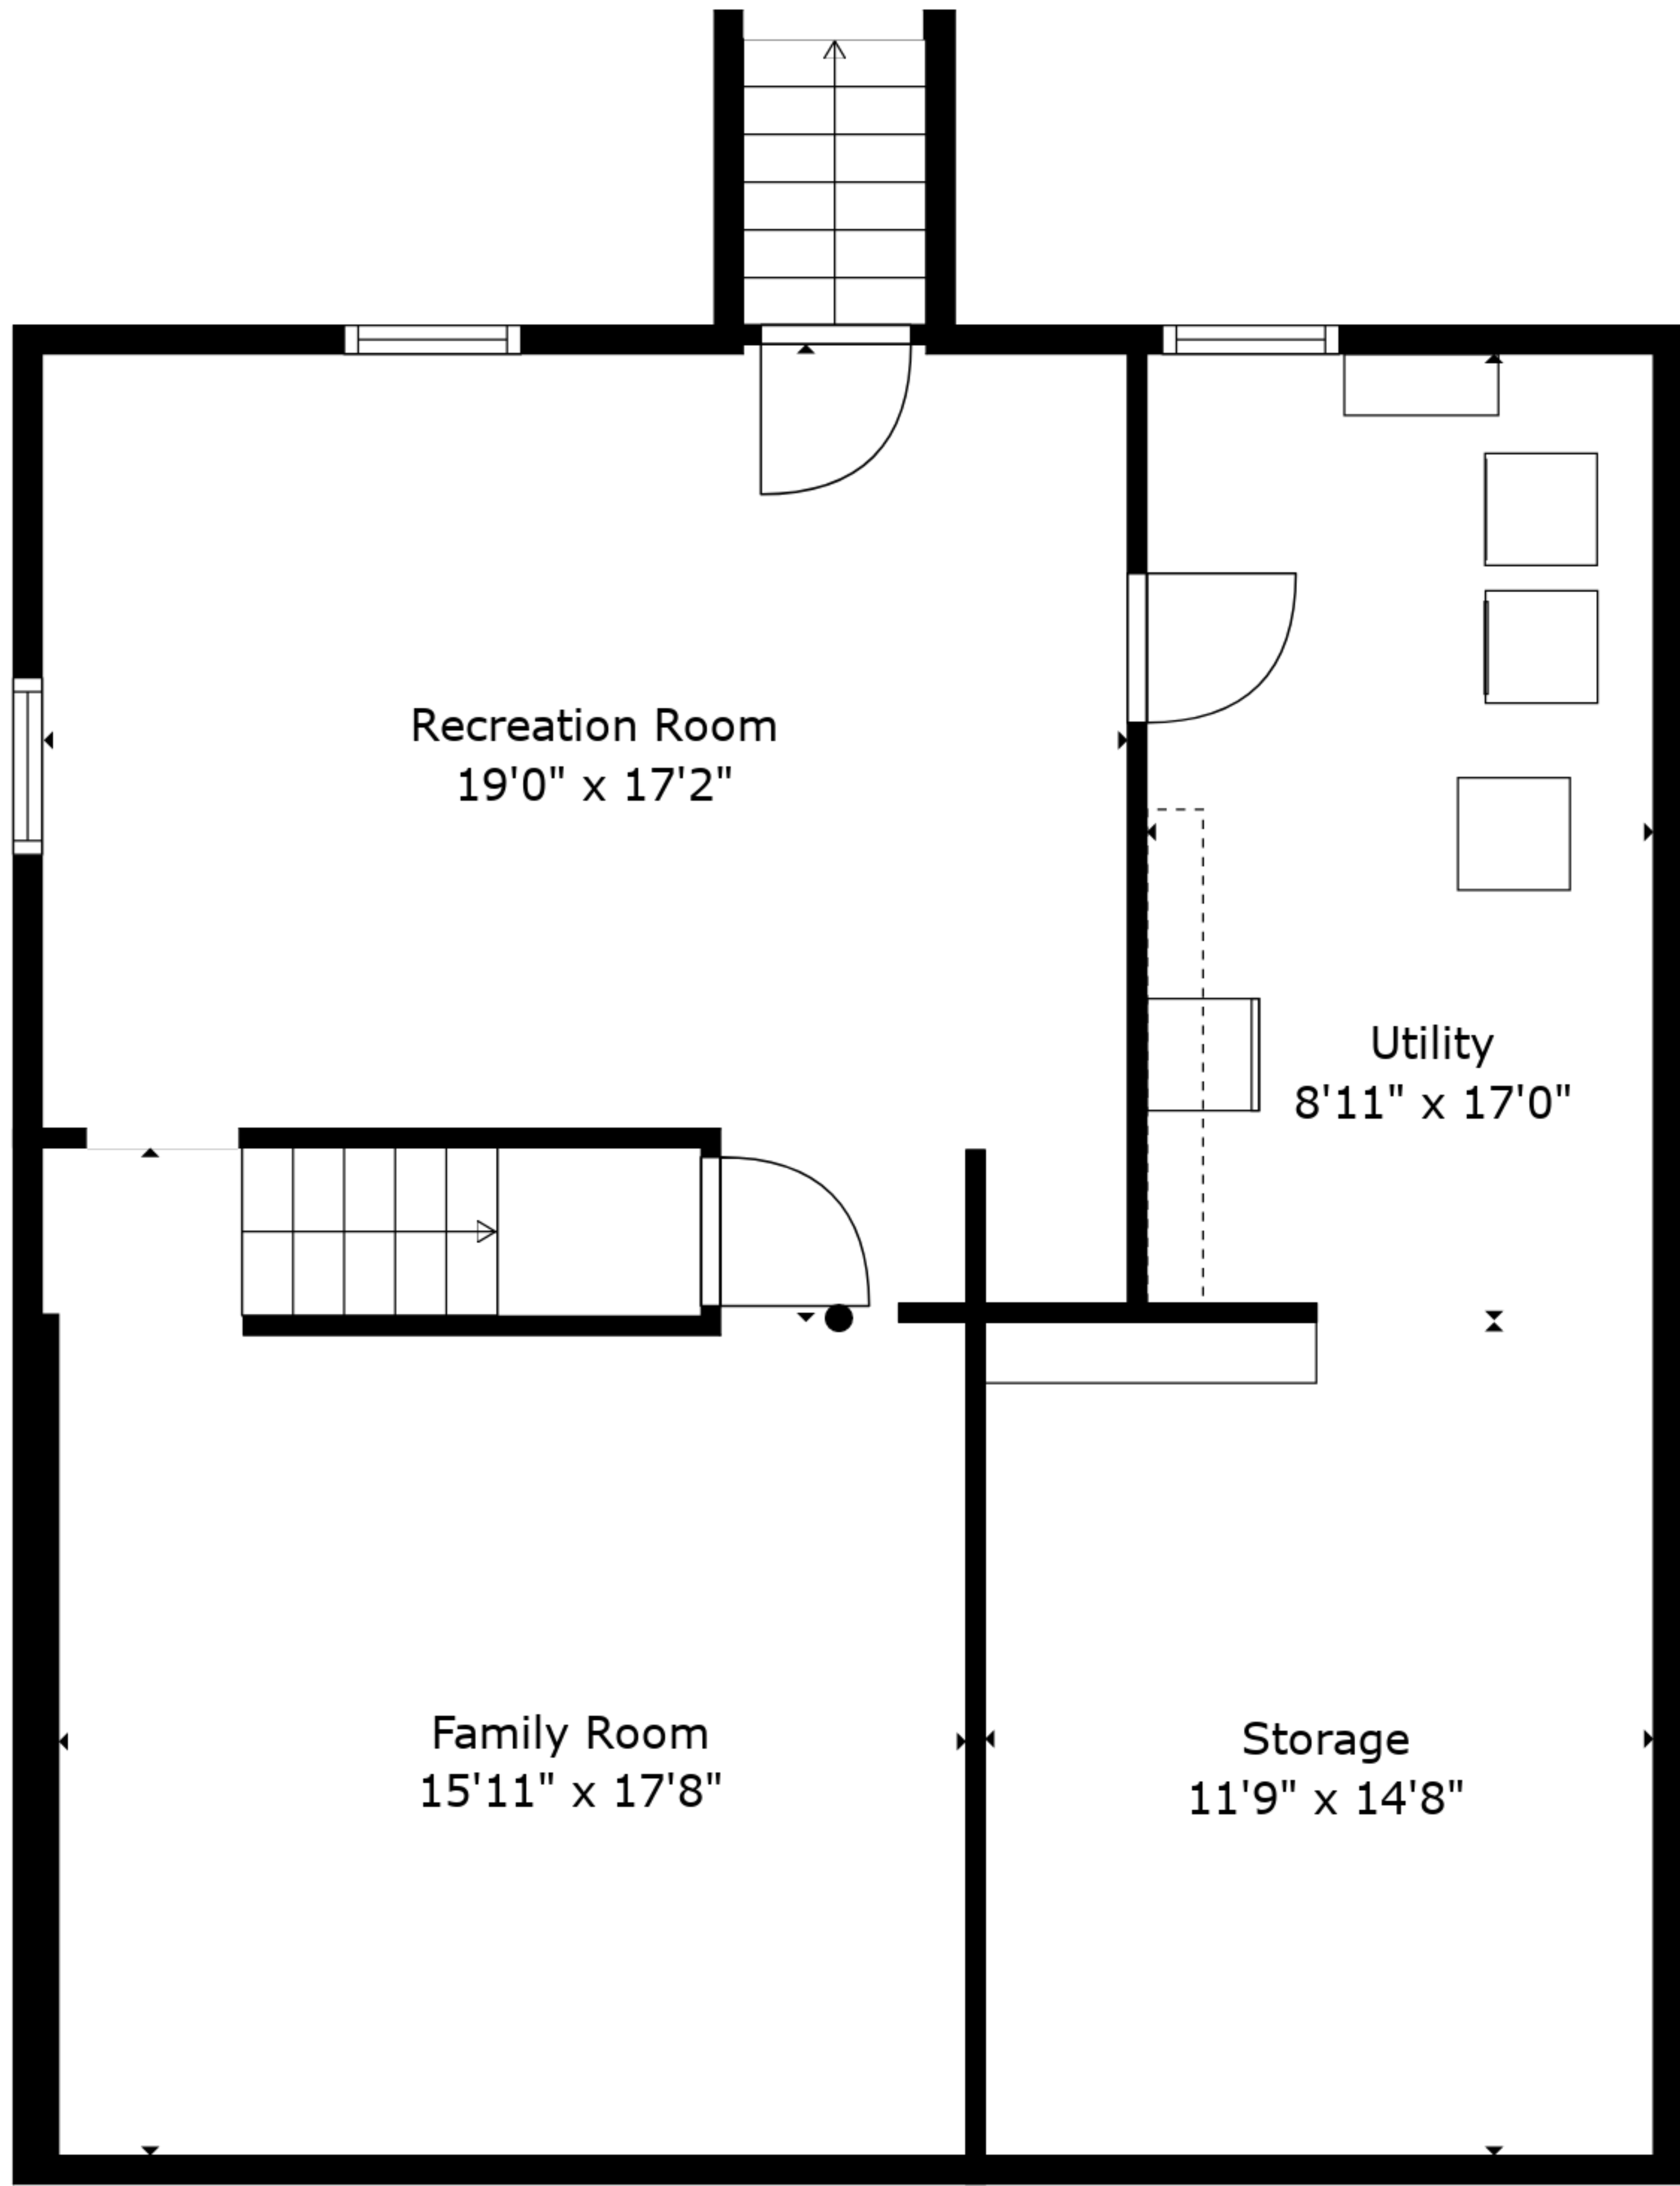 Recreation Room
19'0" x 17'2"
Utility
8'11" x 17'0"
Family Room
15'11" x 17'8"
Storage
11'9" x 14'8"